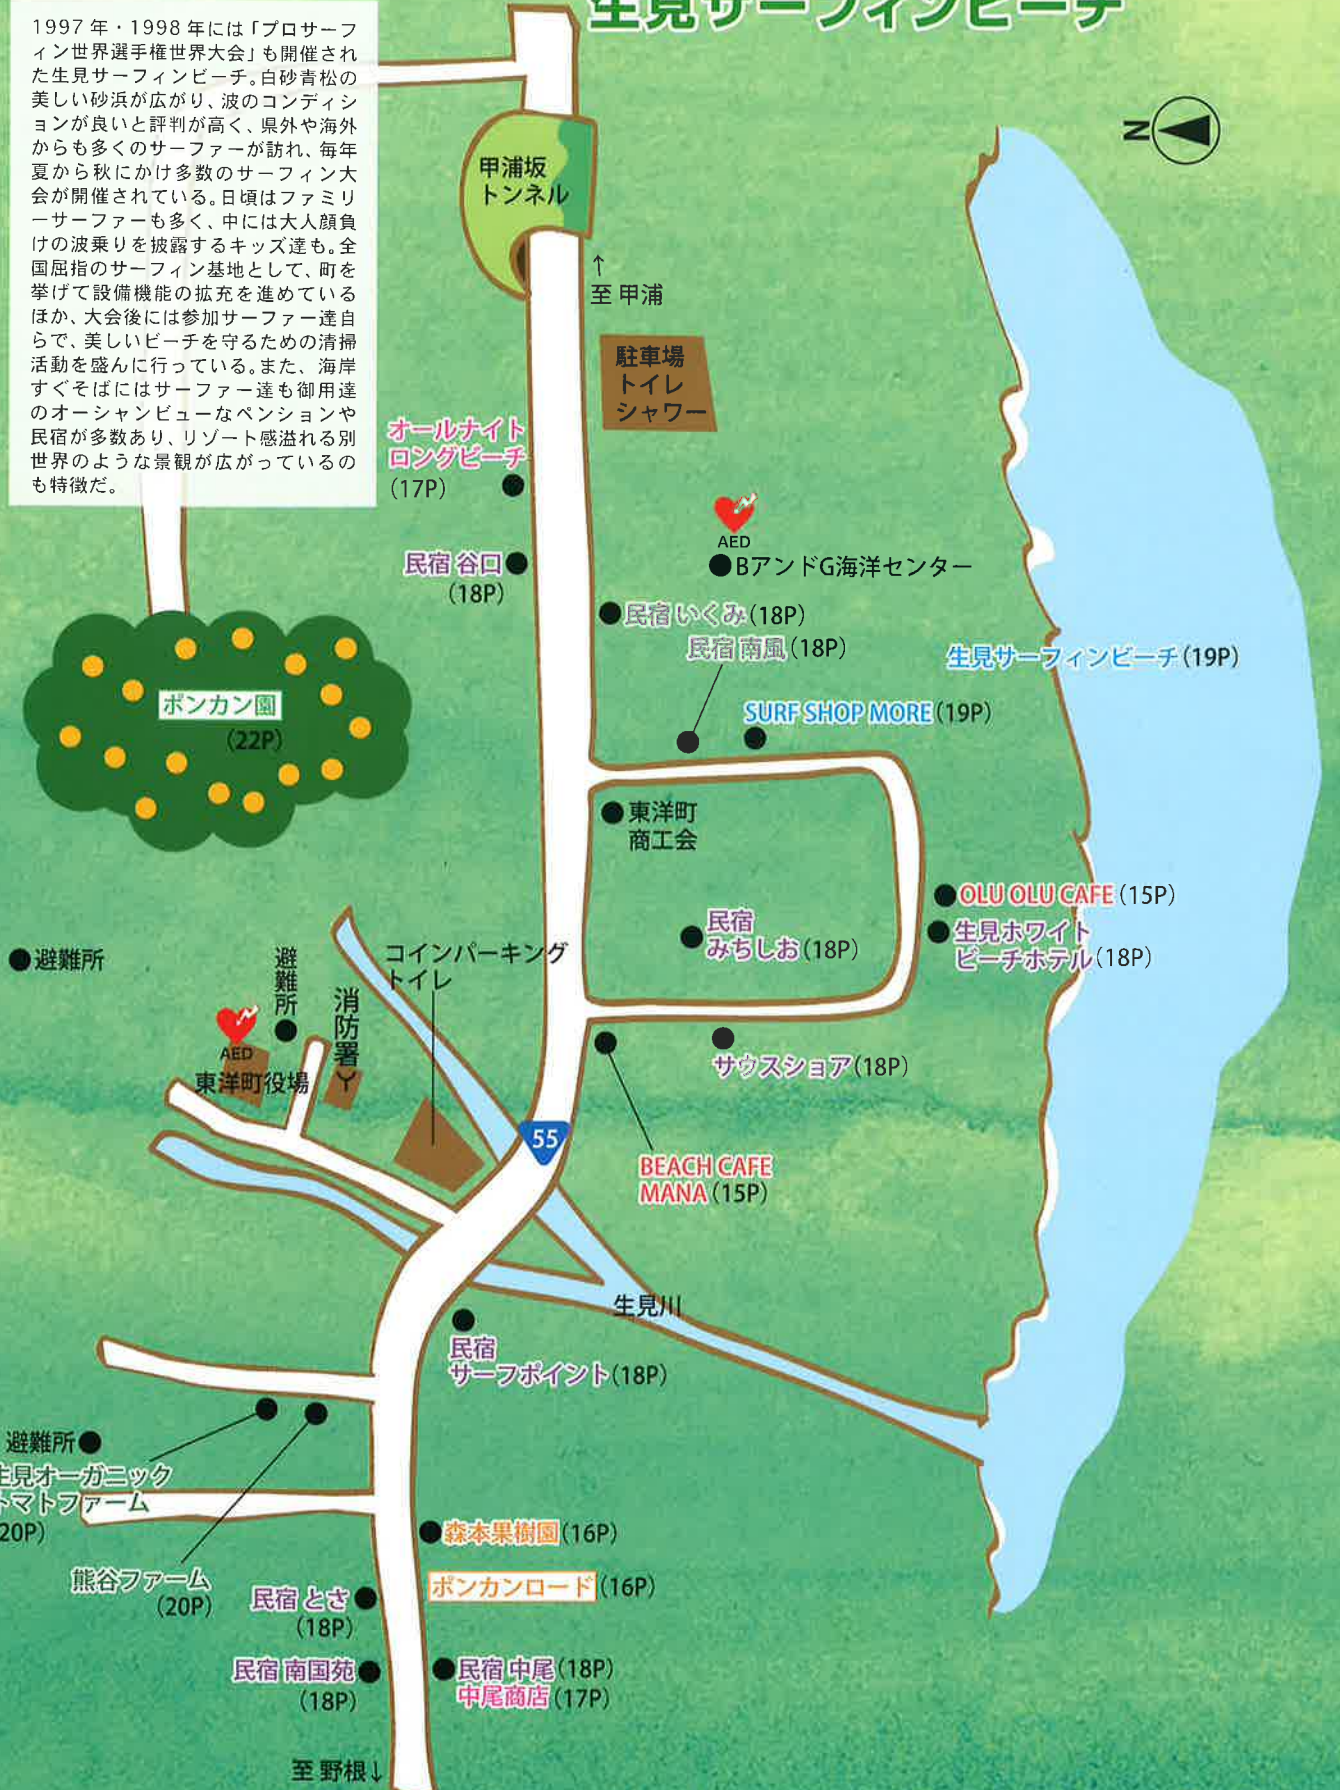 生見サーフィンビーチ
1997年・1998年には「プロサーフ
ィン世界選手権世界大会」も開催され
た生見サーフィンビーチ。白砂青松の
美しい砂浜が広がり、波のコンディシ
ョンが良いと評判が高く、県外や海外
からも多くのサーファーが訪れ、毎年
夏から秋にかけ多数のサーフィン大
会が開催されている。日頃はファミリ
ーサーファーも多く、中には大人顔負
けの波乗りを披露するキッズ達も。全
国屈指のサーフィン基地として、町を
挙げて設備機能の拡充を進めている
ほか、大会後には参加サーファー達自
らで、美しいビーチを守るための清掃
活動を盛んに行っている。また、海岸
すぐそばにはサーファー達も御用達
のオーシャンビューなペンションや
民宿が多数あり、リゾート感溢れる別
世界のような景観が広がっているの
も特徴だ。
N
甲浦坂
トンネル
↑
至 甲浦
駐車場
トイレ
シャワー
オールナイト
ロングビーチ
(17P)
AED
BアンドG海洋センター
民宿 谷口
(18P)
民宿 いくみ(18P)
民宿 南風(18P)
生見サーフィンビーチ(19P)
SURF SHOP MORE(19P)
ポンカン園
(22P)
東洋町
商工会
OLU OLU CAFE(15P)
民宿
みちしお(18P)
生見ホワイト
ビーチホテル(18P)
避難所
避難所
コインパーキング
トイレ
消防署
Y
AED
東洋町役場
サウスショア(18P)
55
BEACH CAFE
MANA(15P)
生見川
民宿
サーフポイント(18P)
避難所
生見オーガニック
トマトファーム
20P)
森本果樹園(16P)
熊谷ファーム
(20P)
ポンカンロード(16P)
民宿 とさ
(18P)
民宿 南国苑
(18P)
民宿 中尾(18P)
中尾商店(17P)
至 野根↓